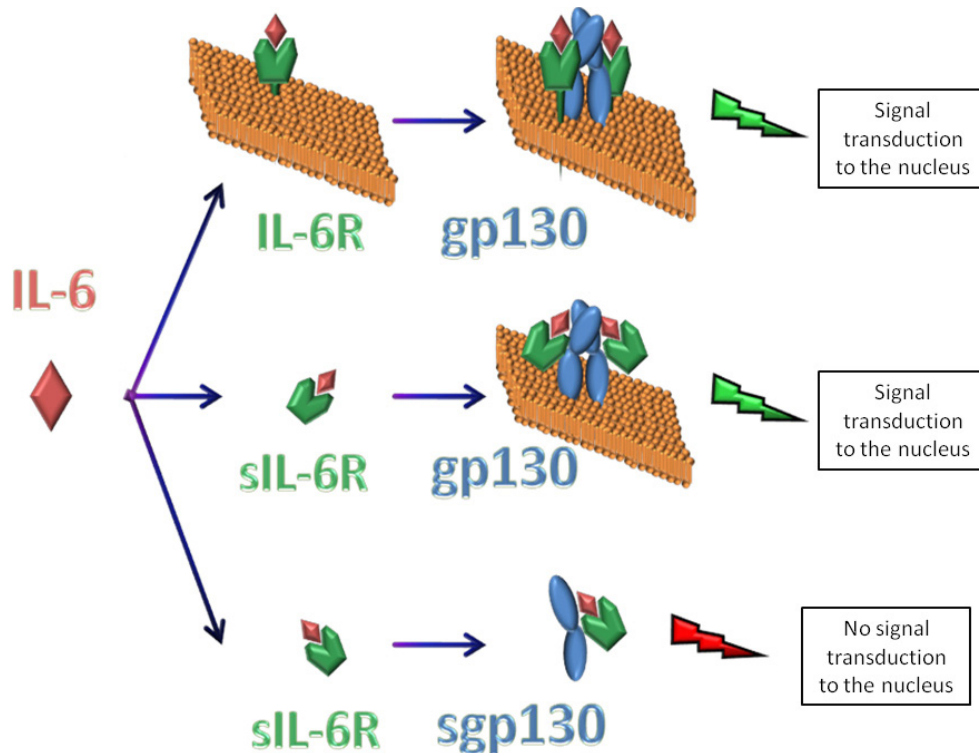 IL-6R
gp130
Signal
transduction
to the nucleus
IL-6
sIL-6R
gp130
Signal
transduction
to the nucleus
sIL-6R
sgp130
No signal
transduction
to the nucleus